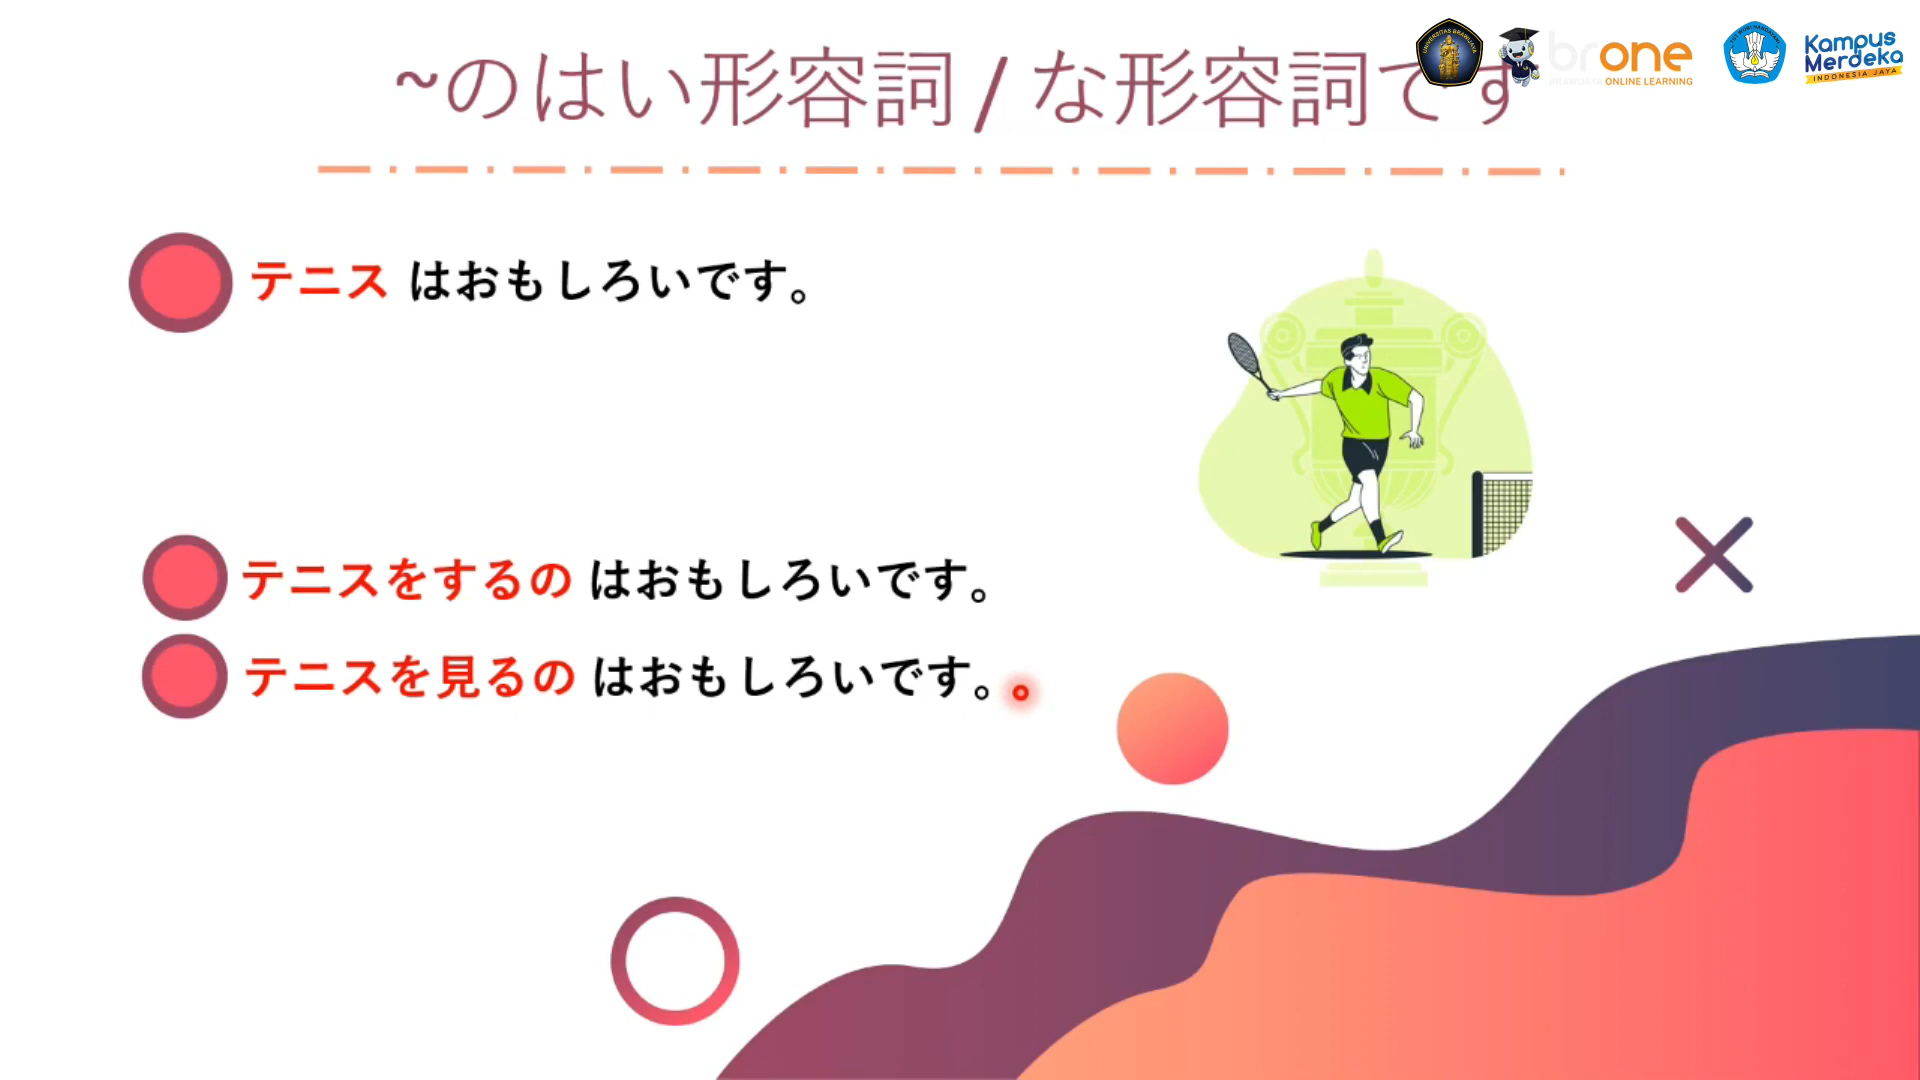 ~のはい形容詞 / な形容詞です
UNIVERSITAS BRAWIJAYA
brone
BRAWIJAYA ONLINE LEARNING
Kampus
Merdeka
INDONESIA JAYA
テニス はおもしろいです。
テニスをするの はおもしろいです。
テニスを見るの はおもしろいです。